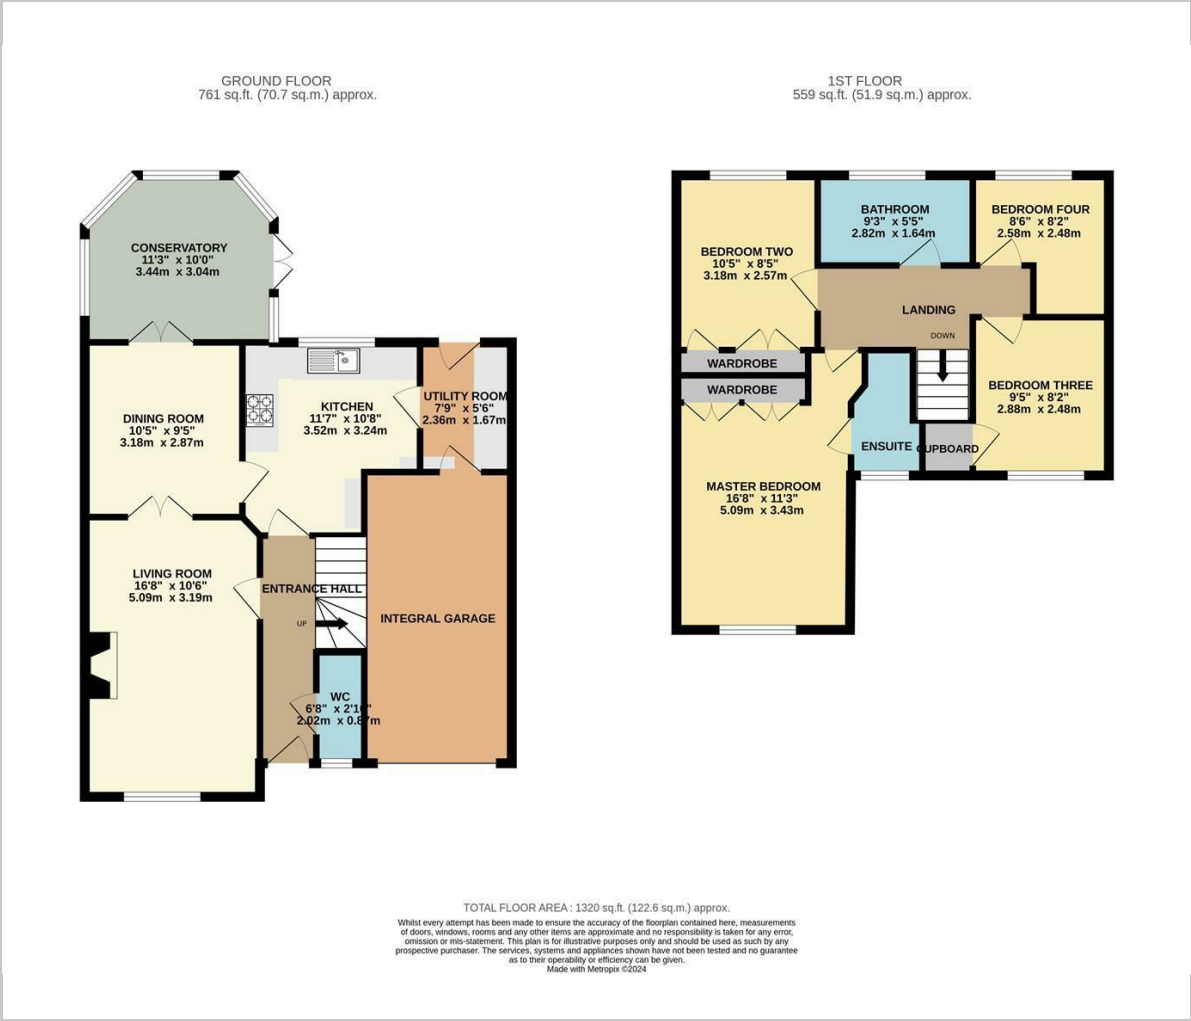 GROUND FLOOR
761 sq.ft. (70.7 sq.m.) approx.
1ST FLOOR
559 sq.ft. (51.9 sq.m.) approx.
CONSERVATORY
11'3" x 10'0"
3.44m x 3.04m
DINING ROOM
10'5" x 9'5"
3.18m x 2.87m
KITCHEN
11'7" x 10'8"
3.52m x 3.24m
UTILITY ROOM
7'9" x 5'6"
2.36m x 1.67m
LIVING ROOM
16'8" x 10'6"
5.09m x 3.19m
ENTRANCE HALL
UP
INTEGRAL GARAGE
WC
6'8" x 2'10"
2.02m x 0.87m
BEDROOM TWO
10'5" x 8'5"
3.18m x 2.57m
BATHROOM
9'3" x 5'5"
2.82m x 1.64m
BEDROOM FOUR
8'6" x 8'2"
2.58m x 2.48m
LANDING
DOWN
WARDROBE
WARDROBE
BEDROOM THREE
9'5" x 8'2"
2.88m x 2.48m
ENSUITE
CUPBOARD
MASTER BEDROOM
16'8" x 11'3"
5.09m x 3.43m
TOTAL FLOOR AREA : 1320 sq.ft. (122.6 sq.m.) approx.
Whilst every attempt has been made to ensure the accuracy of the floorplan contained here, measurements
of doors, windows, rooms and any other items are approximate and no responsibility is taken for any error,
omission or mis-statement. This plan is for illustrative purposes only and should be used as such by any
prospective purchaser. The services, systems and appliances shown have not been tested and no guarantee
as to their operability or efficiency can be given.
Made with Metropix ©2024